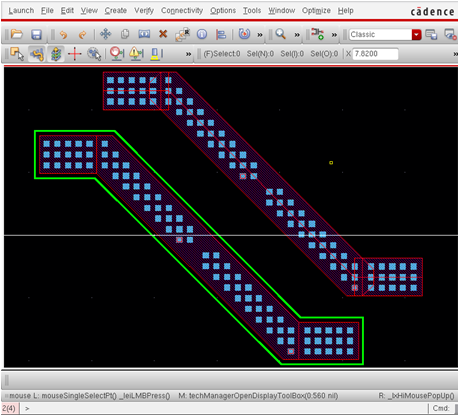 Launch File Edit View Create Verify Connectivity Options Tools Window Optimize Help cādence
Classic
(F)Select:0 Sel(N):0 Sel(I):0 Sel(O):0 X 7.8200
mouse L: mouseSingleSelectPt() _leiLMBPress() M: techManagerOpenDisplayToolBox(0:560 nil) R: _lxHiMousePopUp()
2(4) > Cmd: